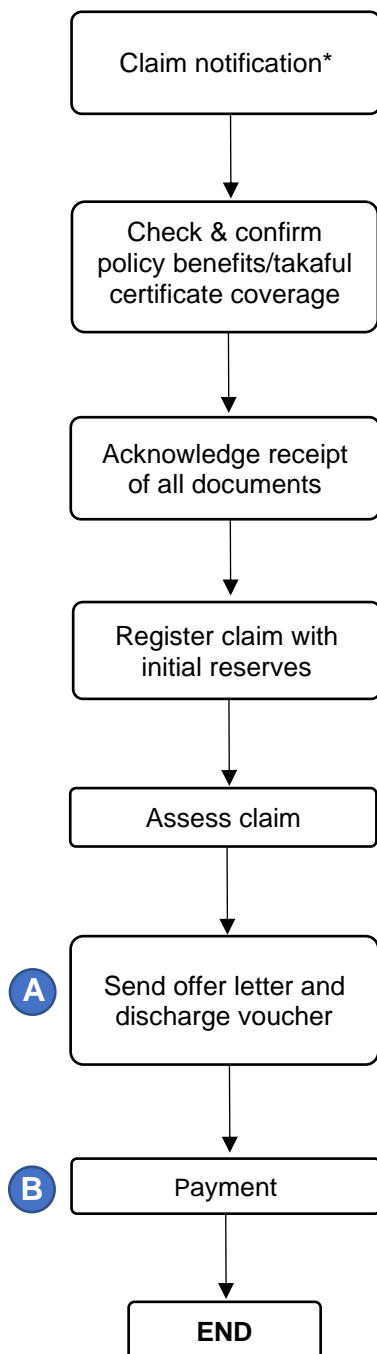 Claim notification*
Check & confirm
policy benefits/takaful
certificate coverage
Acknowledge receipt
of all documents
Register claim with
initial reserves
Assess claim
A
Send offer letter and
discharge voucher
B
Payment
END